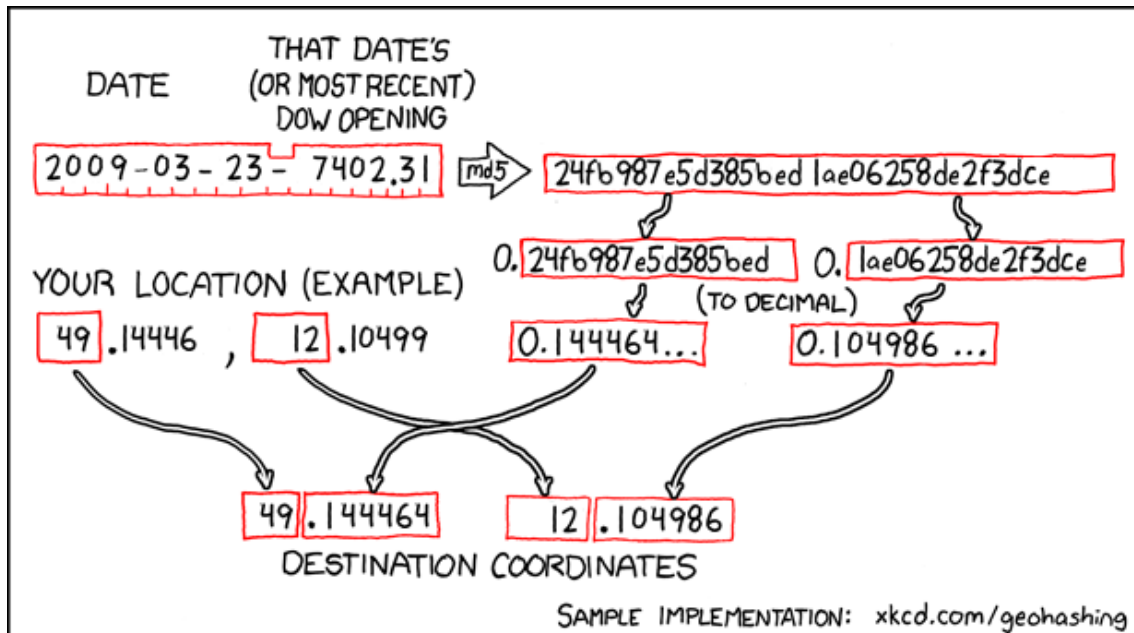 DATE
THAT DATE'S
(OR MOST RECENT)
DOW OPENING
2009-03-23- 7402.31
md5
24fb987e5d385bed1ae06258de2f3dce
0.24fb987e5d385bed
0.1ae06258de2f3dce
(TO DECIMAL)
YOUR LOCATION (EXAMPLE)
49.14446, 12.10499
0.144464...
0.104986...
49.144464
12.104986
DESTINATION COORDINATES
SAMPLE IMPLEMENTATION: xkcd.com/geohashing